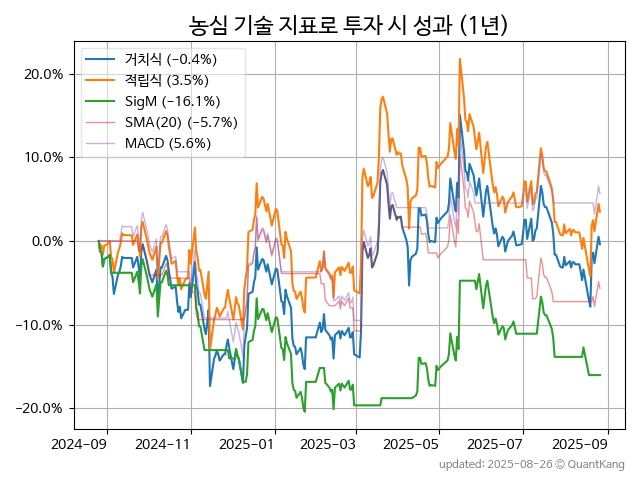 농심 기술 지표로 투자 시 성과 (1년)
거치식 (−0.4%)
적립식 (3.5%)
SigM (−16.1%)
SMA(20) (−5.7%)
MACD (5.6%)
20.0%
10.0%
0.0%
−10.0%
−20.0%
2024-09 2024-11 2025-01 2025-03 2025-05 2025-07 2025-09
updated: 2025-08-26 © QuantKang